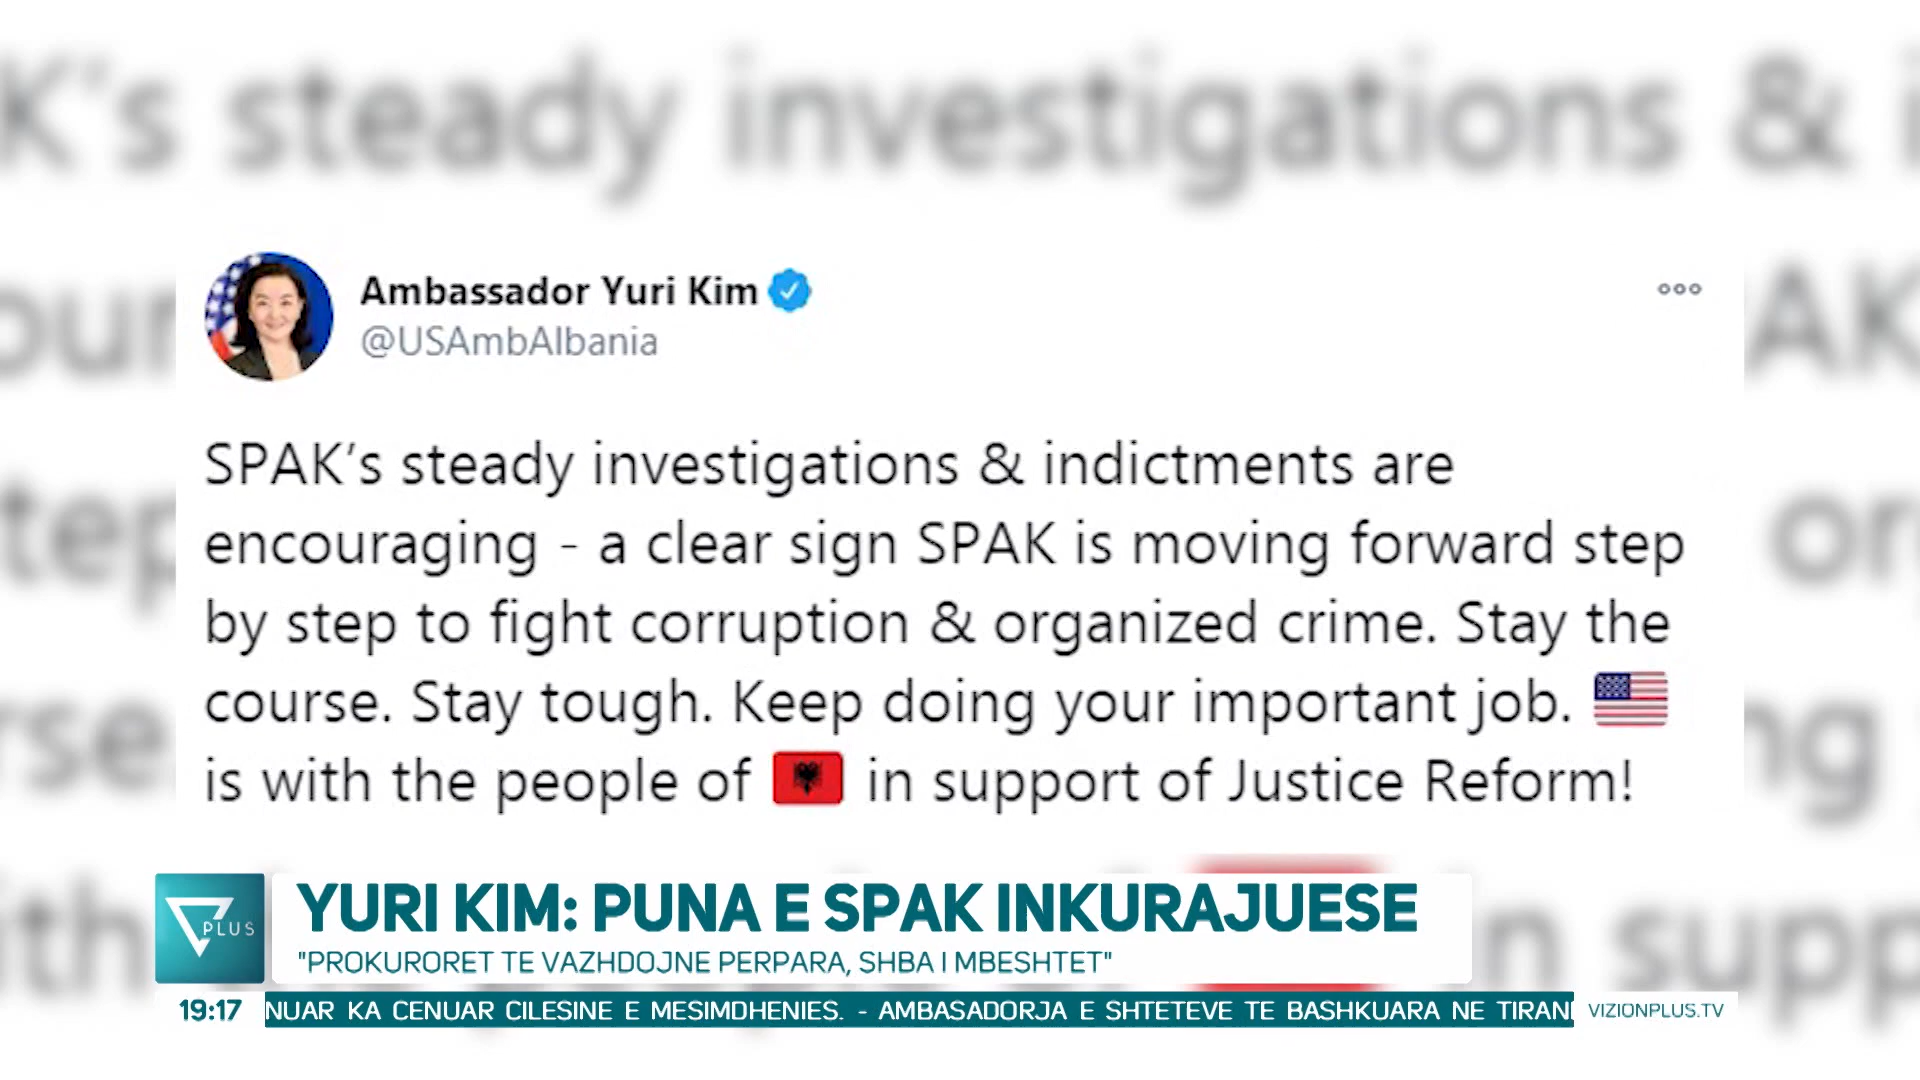 K's steady investigations & i
Ambassador Yuri Kim
@USAmbAlbania
SPAK's steady investigations & indictments are
encouraging - a clear sign SPAK is moving forward step
by step to fight corruption & organized crime. Stay the
course. Stay tough. Keep doing your important job. 🇺🇸
is with the people of 🇦🇱 in support of Justice Reform!
PLUS
YURI KIM: PUNA E SPAK INKURAJUESE
"PROKURORET TE VAZHDOJNE PERPARA, SHBA I MBESHTET"
19:17 NUAR KA CENUAR CILESINE E MESIMDHENIES. - AMBASADORJA E SHTETEVE TE BASHKUARA NE TIRAN VIZIONPLUS.TV